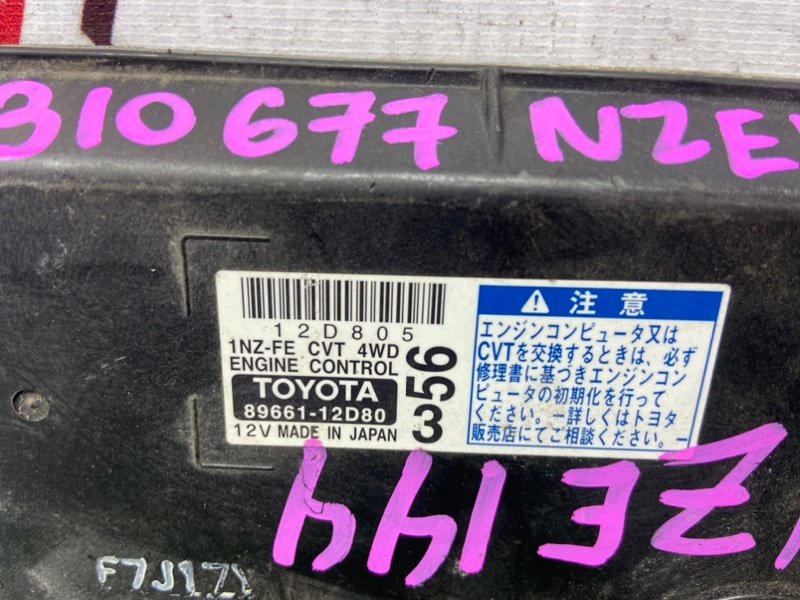 310677 NZE
12D805
1NZ-FE CVT 4WD
ENGINE CONTROL
TOYOTA
89661-12D80
12V MADE IN JAPAN
356
注意
エンジンコンピュータ又は
CVTを交換するときは、必ず
修理書に基づきエンジンコン
ピュータの初期化を行って
ください。－詳しくはトヨタ
販売店にてご相談ください。－
ZE144